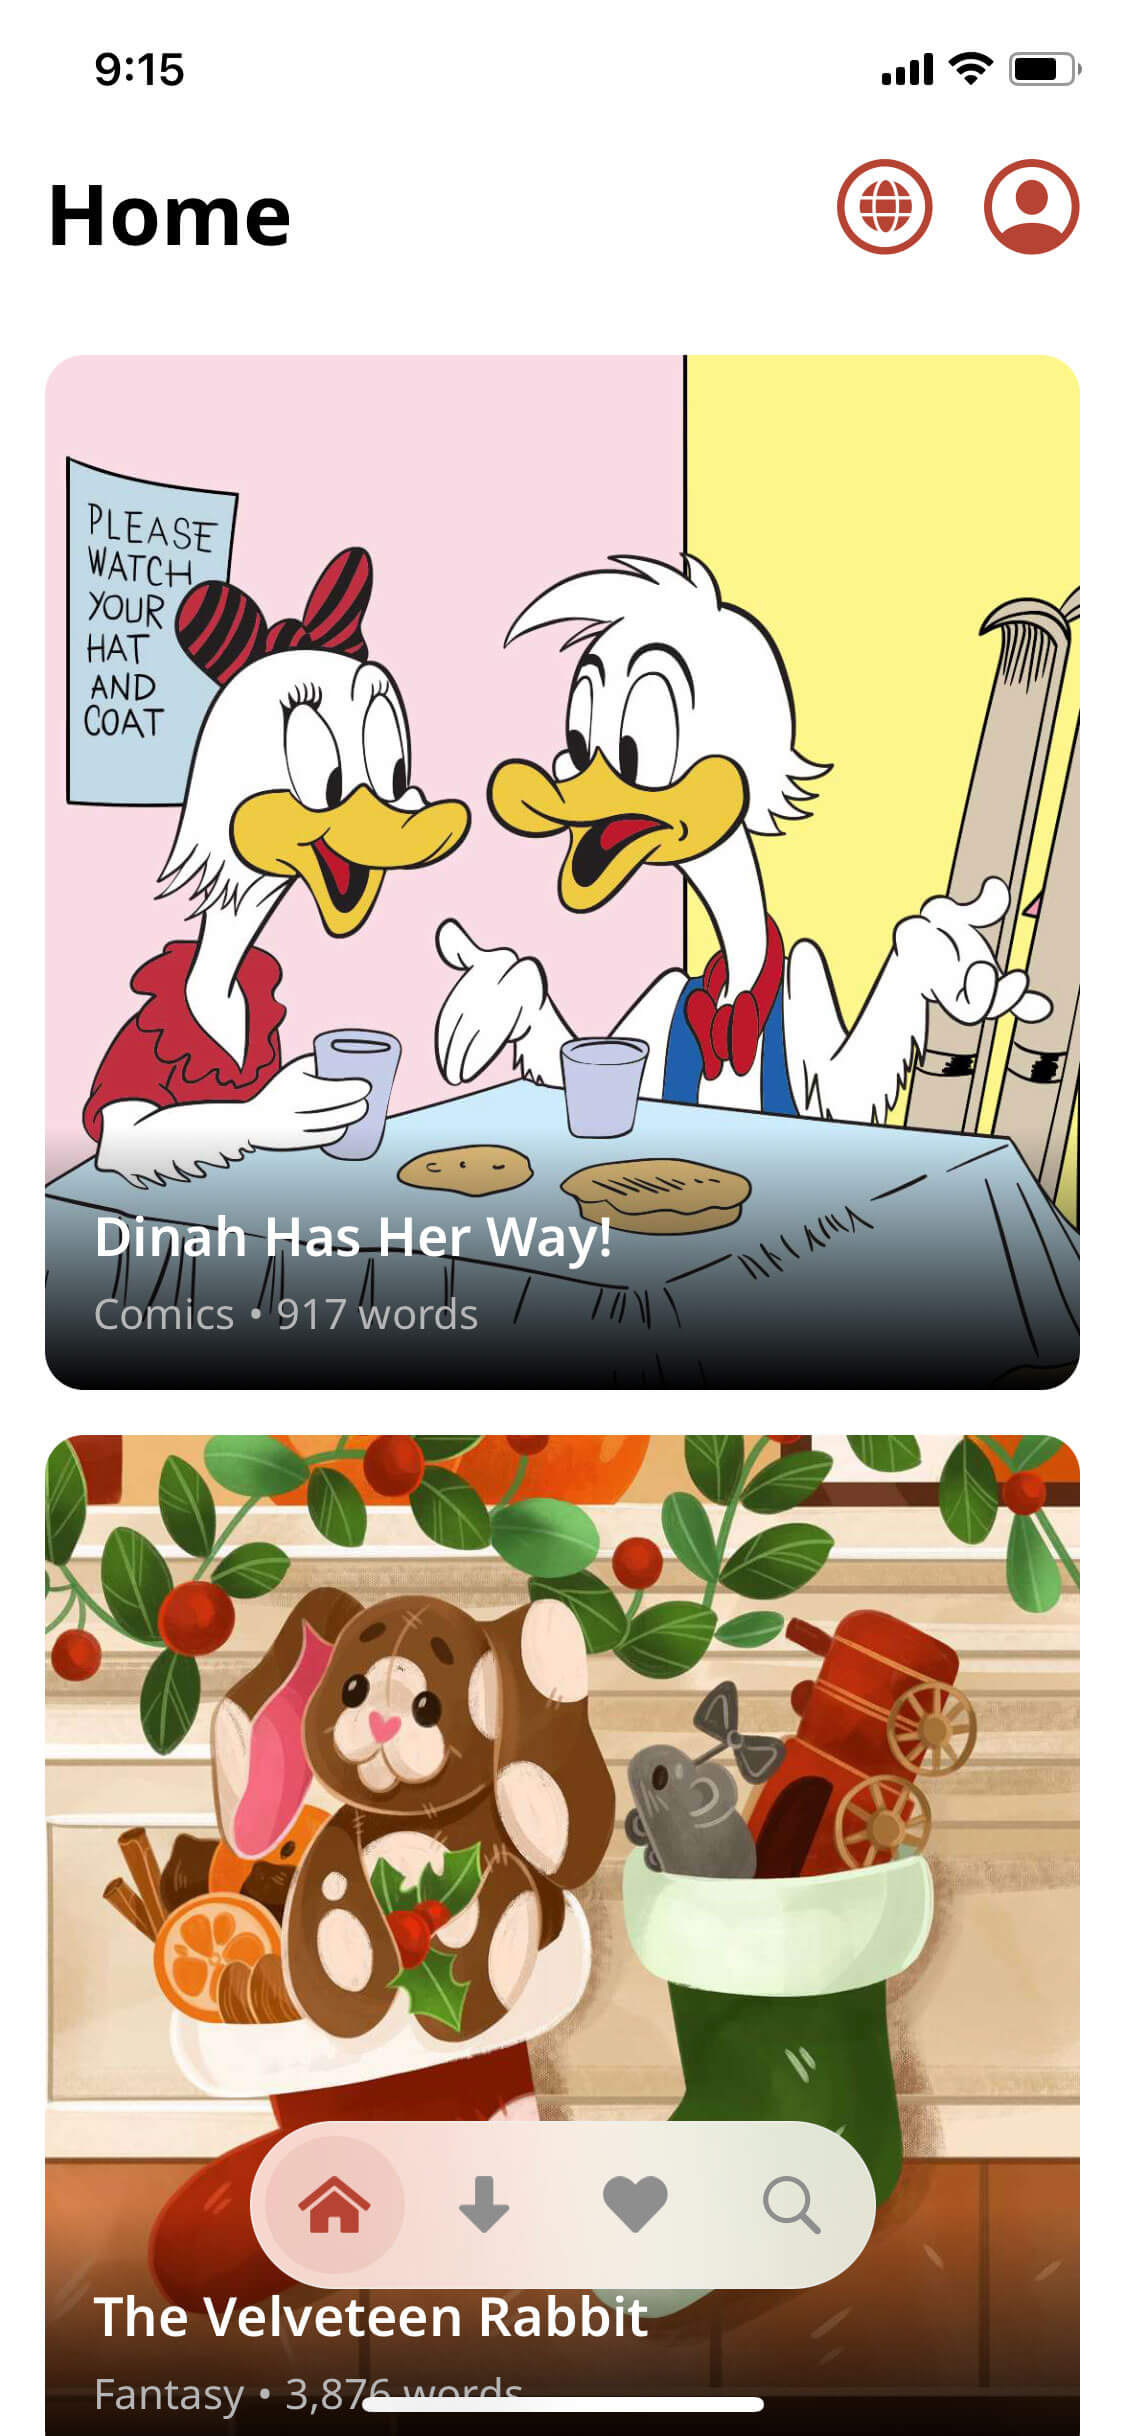 9:15
Home
PLEASE
WATCH
YOUR
HAT
AND
COAT
Dinah Has Her Way!
Comics • 917 words
The Velveteen Rabbit
Fantasy • 3,876 words